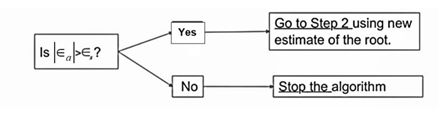 Is |∈ₐ|>∈ₛ?
Yes
Go to Step 2 using new
estimate of the root.
No
Stop the algorithm